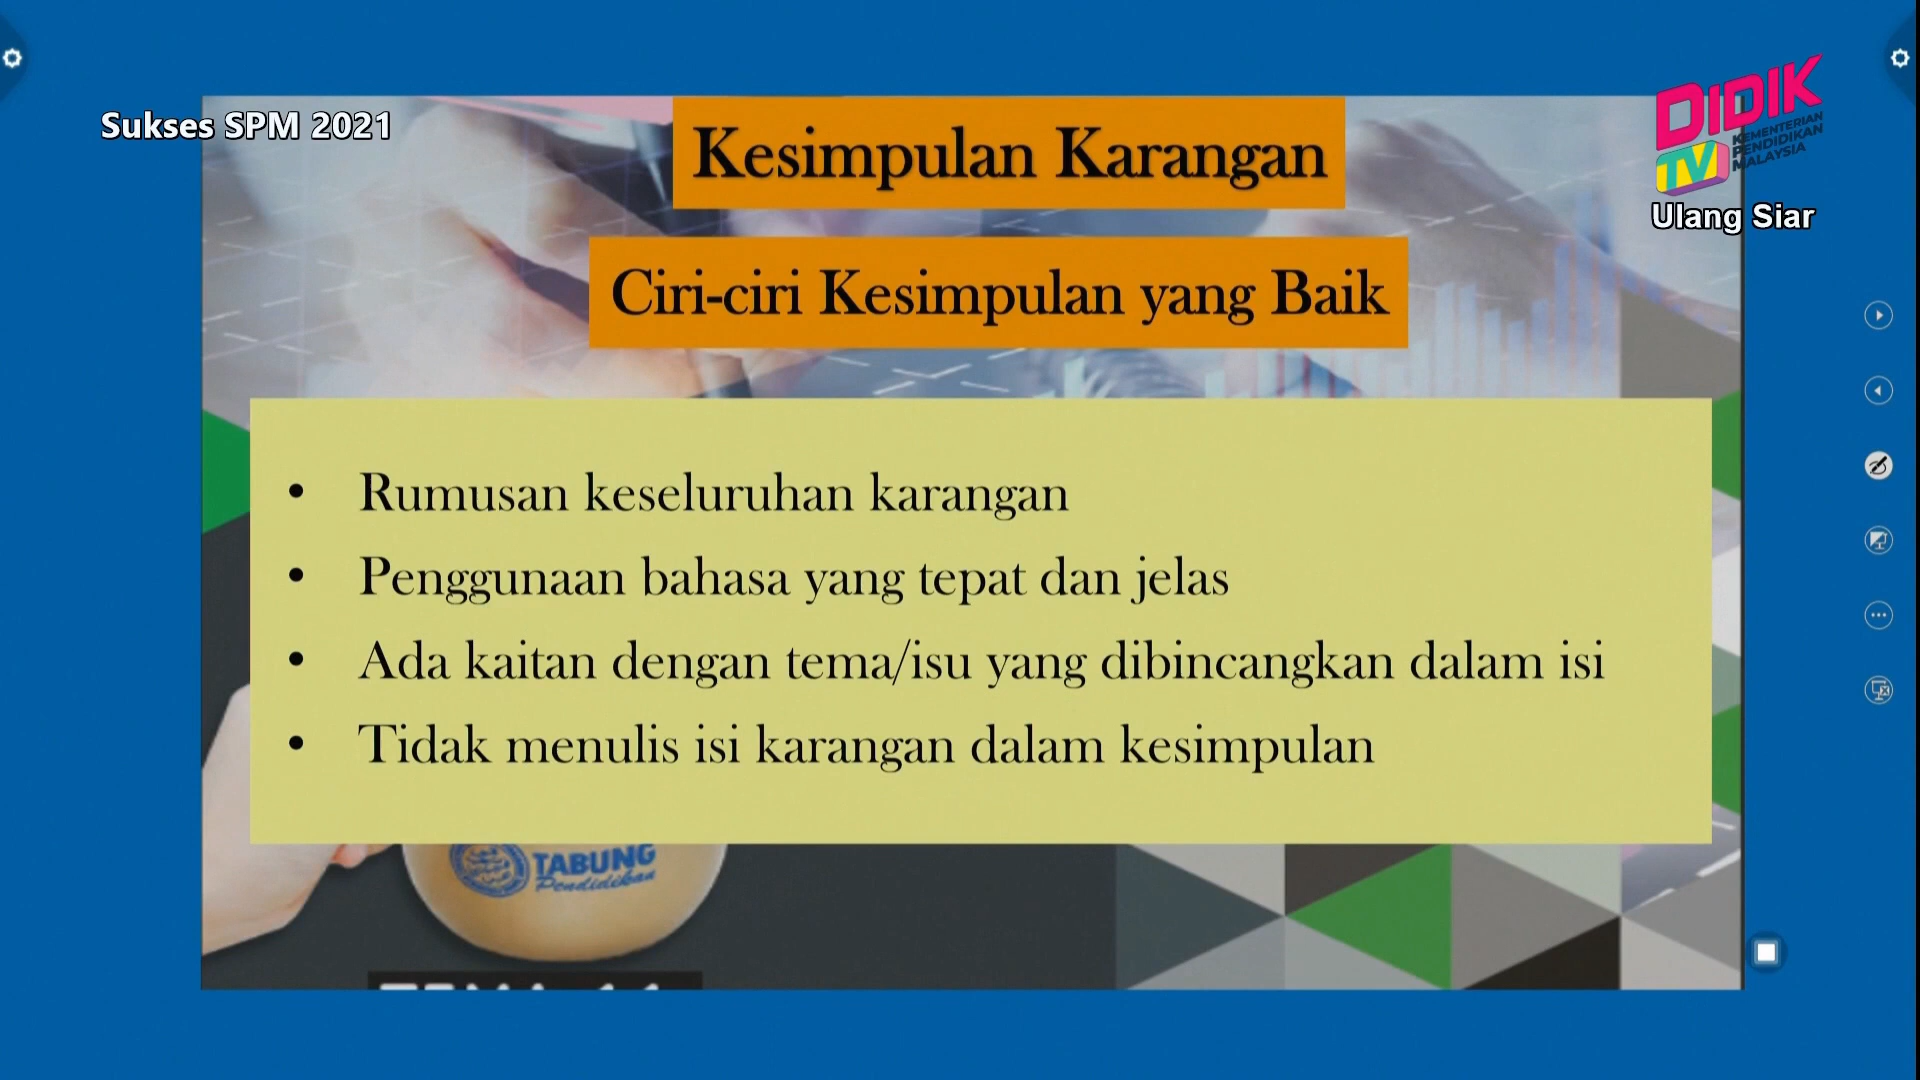 Sukses SPM 2021
DIDIK
TV
KEMENTERIAN
PENDIDIKAN
MALAYSIA
Ulang Siar
Kesimpulan Karangan
Ciri-ciri Kesimpulan yang Baik
• Rumusan keseluruhan karangan
• Penggunaan bahasa yang tepat dan jelas
• Ada kaitan dengan tema/isu yang dibincangkan dalam isi
• Tidak menulis isi karangan dalam kesimpulan
TABUNG
Pendidikan